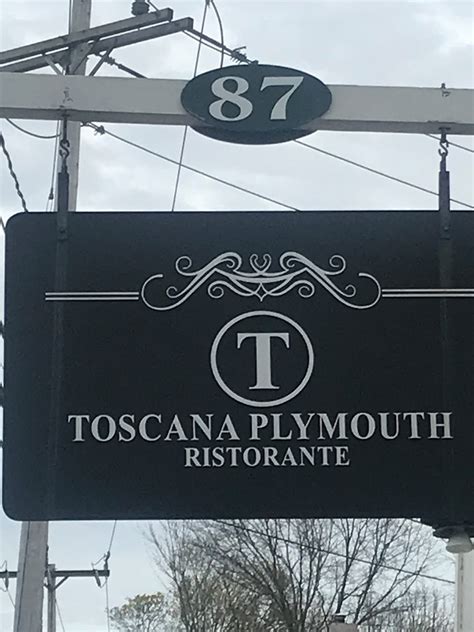 87
T
TOSCANA PLYMOUTH
RISTORANTE